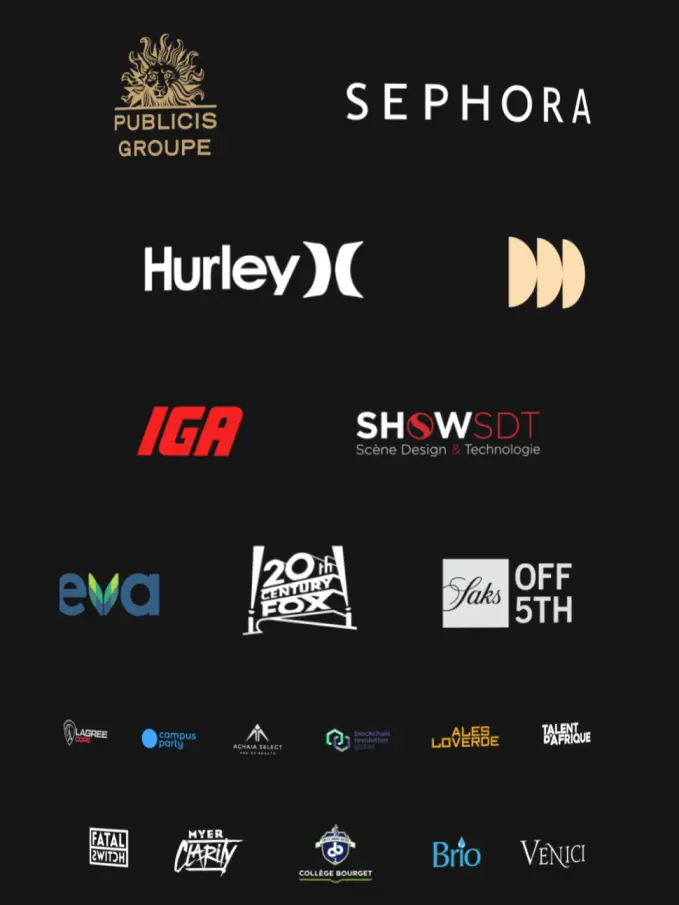 PUBLICIS
GROUPE
SEPHORA
Hurley
IGA
SHOWSDT
Scène Design & Technologie
eva
20th
CENTURY
FOX
Saks
OFF
5TH
LAGREE
CORE
campus
party
ACHAIA SELECT
blockchain
revolution
global
ALES
LOVERDE
TALENT
D'AFRIQUE
FATAL
SWITCH
MYER
CLARITY
COLLÈGE BOURGET
Brio
VENICI